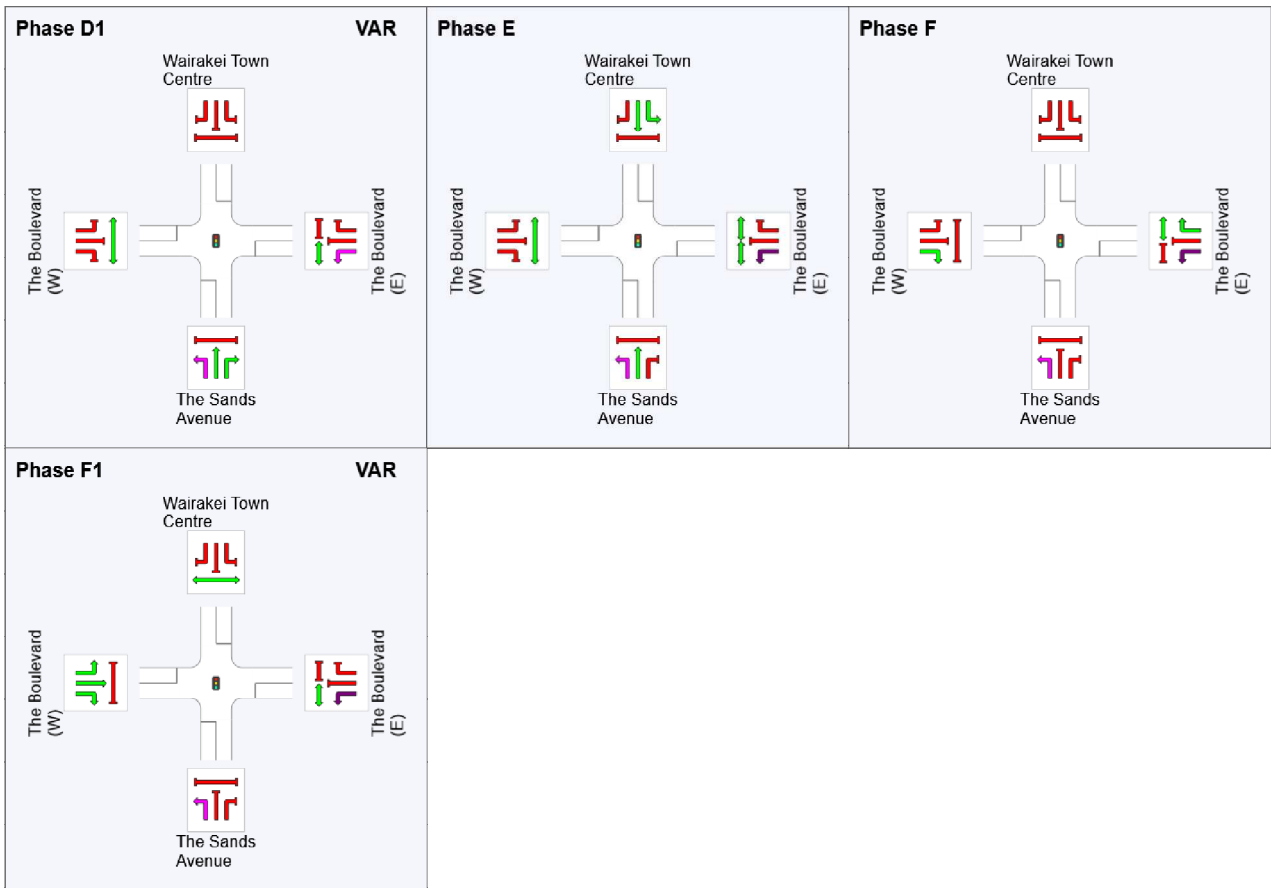 Phase D1 VAR
Wairakei Town
Centre
The Boulevard
(W)
The Boulevard
(E)
The Sands
Avenue
Phase E
Wairakei Town
Centre
The Boulevard
(W)
The Boulevard
(E)
The Sands
Avenue
Phase F
Wairakei Town
Centre
The Boulevard
(W)
The Boulevard
(E)
The Sands
Avenue
Phase F1 VAR
Wairakei Town
Centre
The Boulevard
(W)
The Boulevard
(E)
The Sands
Avenue